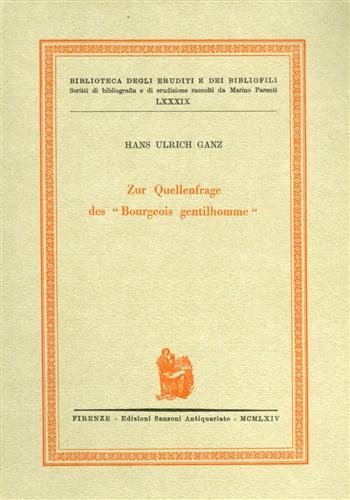 BIBLIOTECA DEGLI ERUDITI E DEI BIBLIOFILI
Scritti di bibliografia e di erudizione raccolti da Marino Parenti
LXXXIX
HANS ULRICH GANZ
Zur Quellenfrage
des “ Bourgeois gentilhomme ”
FIRENZE - Edizioni Sansoni Antiquariato - MCMLXIV